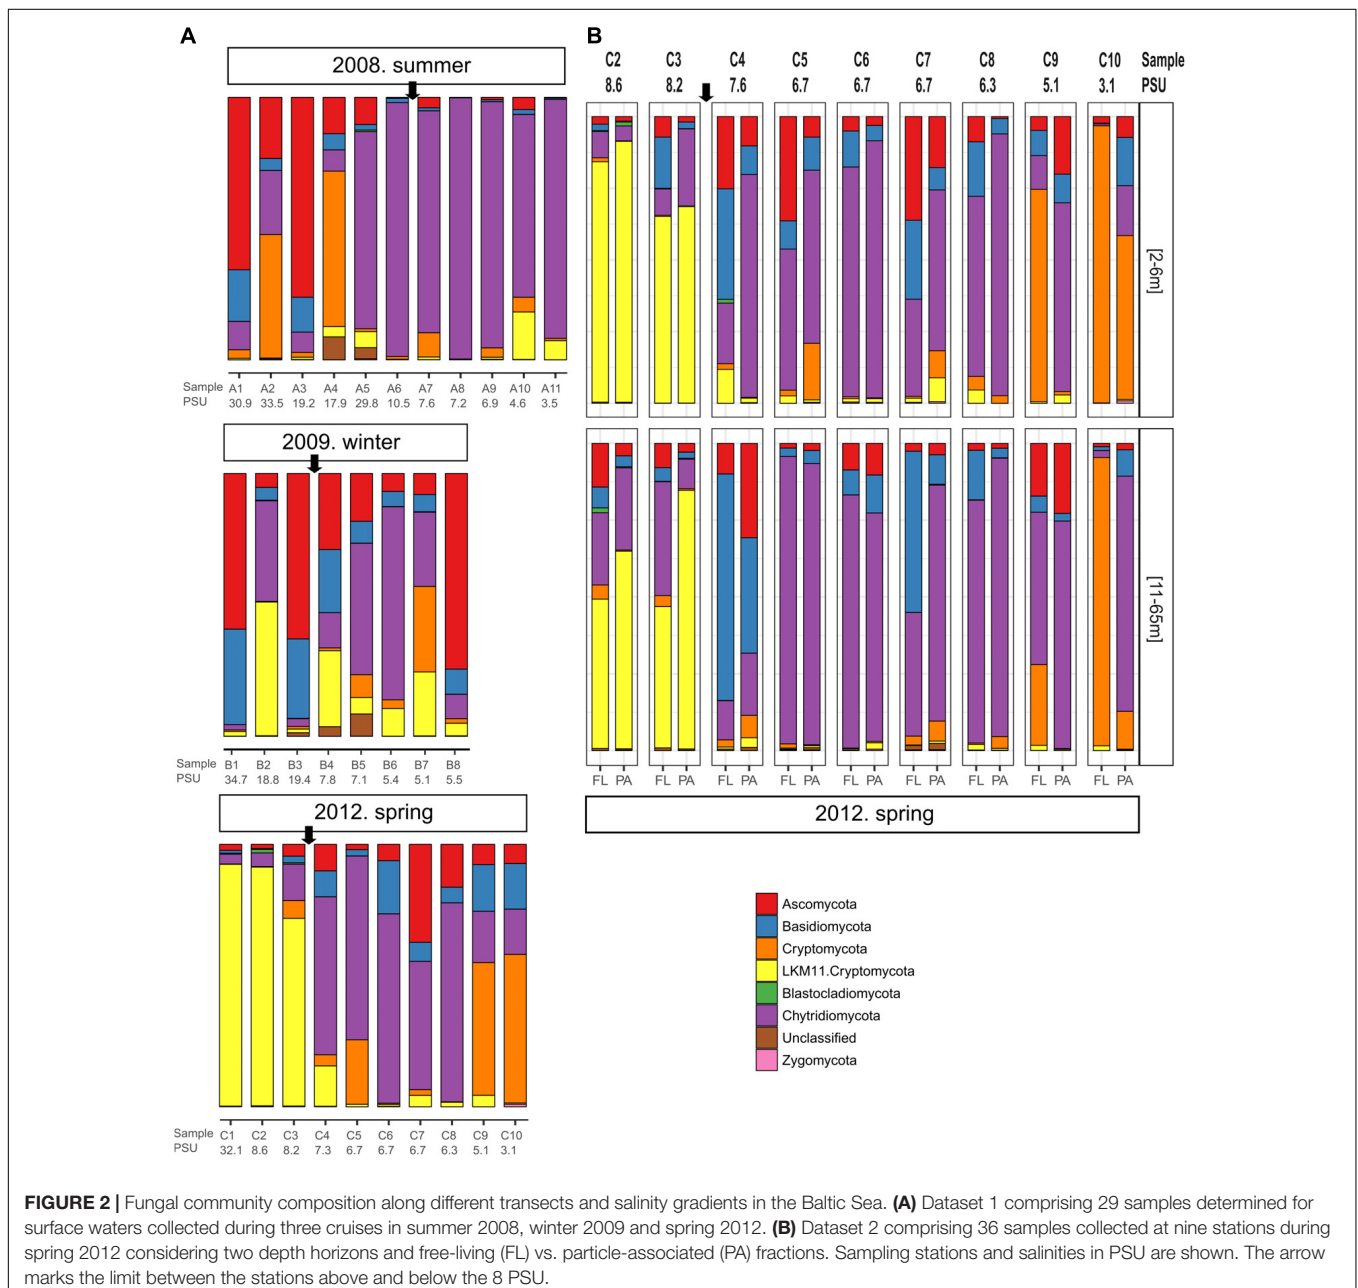 A
2008. summer
Sample A1 A2 A3 A4 A5 A6 A7 A8 A9 A10 A11
PSU 30.9 33.5 19.2 17.9 29.8 10.5 7.6 7.2 6.9 4.6 3.5
2009. winter
Sample B1 B2 B3 B4 B5 B6 B7 B8
PSU 34.7 18.8 19.4 7.8 7.1 5.4 5.1 5.5
2012. spring
Sample C1 C2 C3 C4 C5 C6 C7 C8 C9 C10
PSU 32.1 8.6 8.2 7.3 6.7 6.7 6.7 6.3 5.1 3.1
B
C2 C3 C4 C5 C6 C7 C8 C9 C10 Sample
8.6 8.2 7.6 6.7 6.7 6.7 6.3 5.1 3.1 PSU
[2-6m]
[11-65m]
FL PA FL PA FL PA FL PA FL PA FL PA FL PA FL PA FL PA
2012. spring
Ascomycota
Basidiomycota
Cryptomycota
LKM11.Cryptomycota
Blastocladiomycota
Chytridiomycota
Unclassified
Zygomycota
FIGURE 2 | Fungal community composition along different transects and salinity gradients in the Baltic Sea. (A) Dataset 1 comprising 29 samples determined for
surface waters collected during three cruises in summer 2008, winter 2009 and spring 2012. (B) Dataset 2 comprising 36 samples collected at nine stations during
spring 2012 considering two depth horizons and free-living (FL) vs. particle-associated (PA) fractions. Sampling stations and salinities in PSU are shown. The arrow
marks the limit between the stations above and below the 8 PSU.